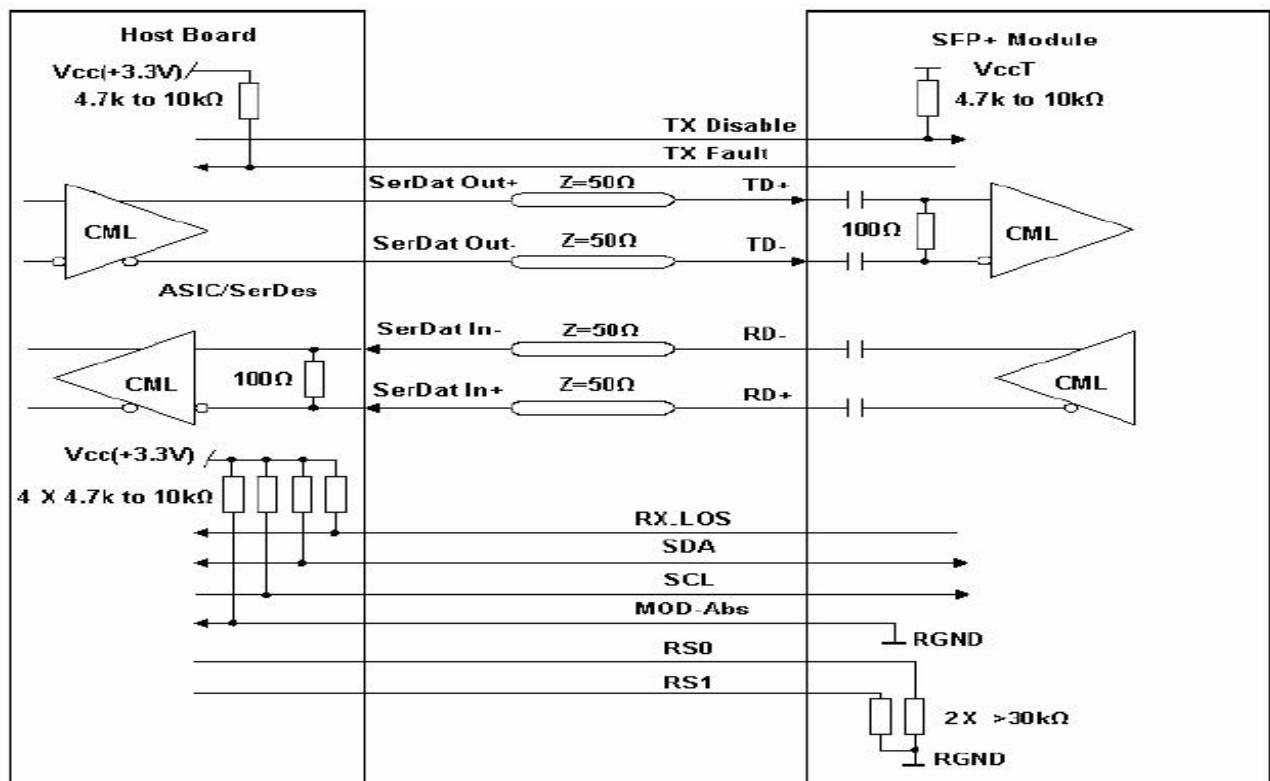 Host Board
SFP+ Module
Vcc(+3.3V)
VccT
4.7k to 10kΩ
4.7k to 10kΩ
TX Disable
TX Fault
SerDat Out+
Z=50Ω
TD+
CML
100Ω
CML
SerDat Out-
Z=50Ω
TD-
ASIC/SerDes
SerDat In-
Z=50Ω
RD-
CML
100Ω
CML
SerDat In+
Z=50Ω
RD+
Vcc(+3.3V)
4 X 4.7k to 10kΩ
RX_LOS
SDA
SCL
MOD-Abs
RGND
RS0
RS1
2X >30kΩ
RGND